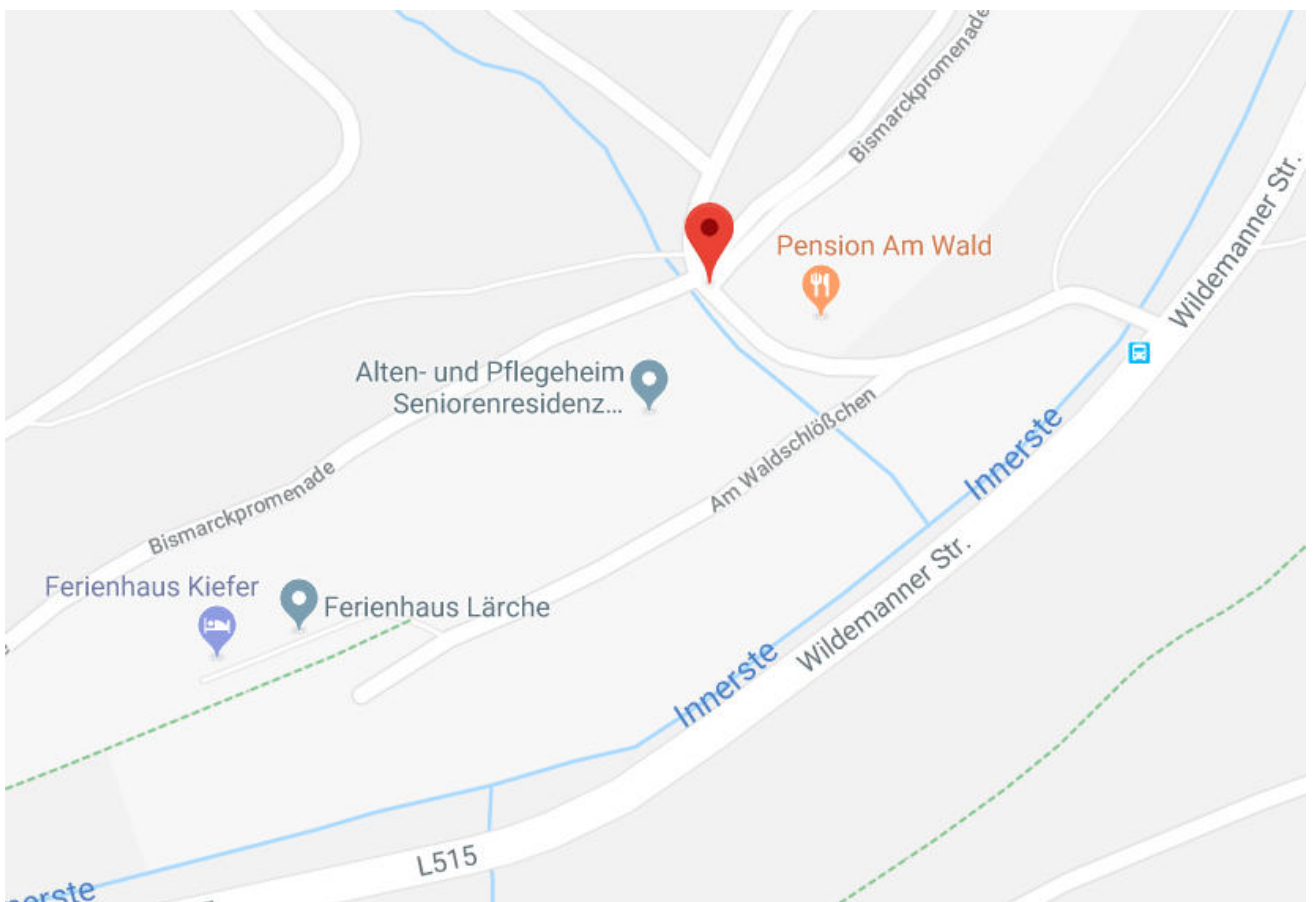 Bismarckpromenade
Wildemanner Str.
Pension Am Wald
Alten- und Pflegeheim
Seniorenresidenz...
Am Waldschlößchen
Innerste
Bismarckpromenade
Wildemanner Str.
Ferienhaus Kiefer
Ferienhaus Lärche
Innerste
L515
erste